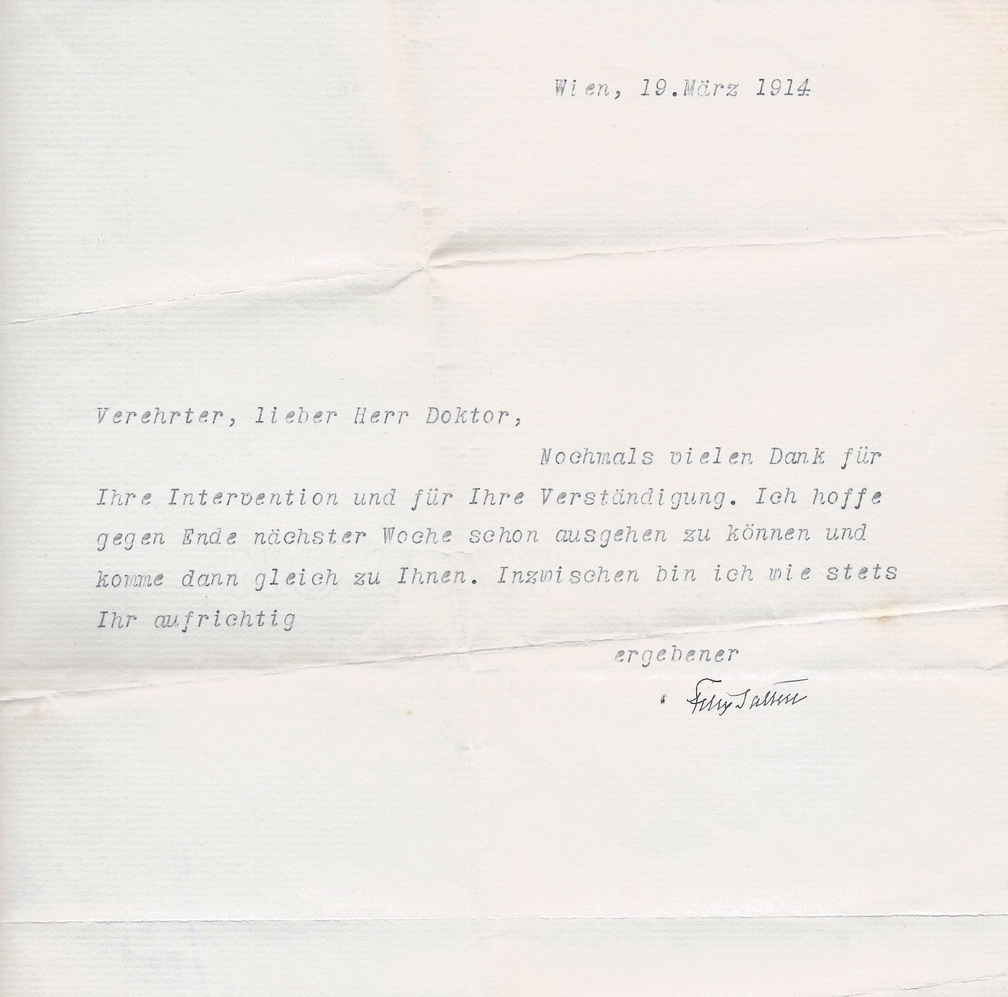 Wien, 19.März 1914
Verehrter, lieber Herr Doktor,
Nochmals vielen Dank für
Ihre Intervention und für Ihre Verständigung. Ich hoffe
gegen Ende nächster Woche schon ausgehen zu können und
komme dann gleich zu Ihnen. Inzwischen bin ich wie stets
Ihr aufrichtig
ergebener
Felix Salten